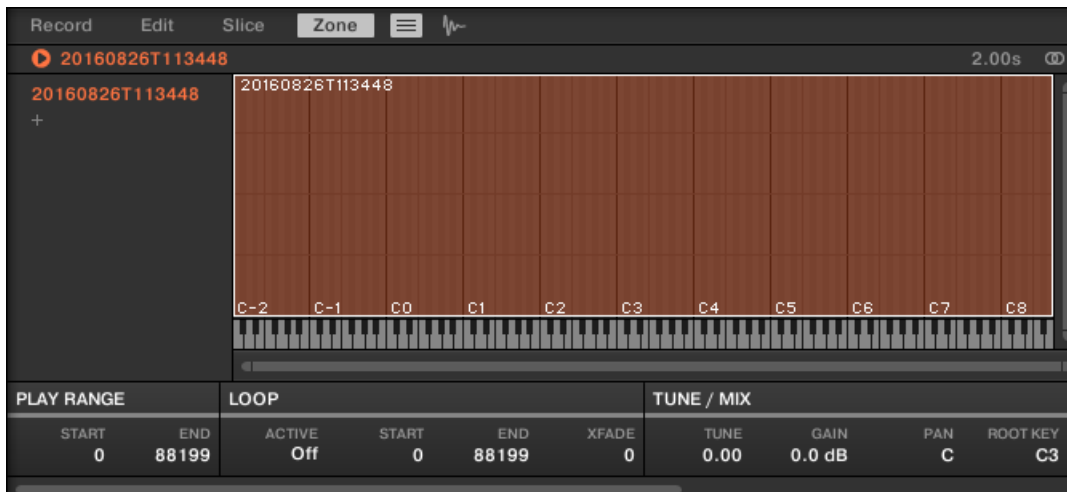 Record Edit Slice Zone
20160826T113448 2.00s
20160826T113448
+
20160826T113448
C-2 C-1 C0 C1 C2 C3 C4 C5 C6 C7 C8
PLAY RANGE LOOP TUNE / MIX
START END ACTIVE START END XFADE TUNE GAIN PAN ROOT KEY
0 88199 Off 0 88199 0 0.00 0.0 dB C C3